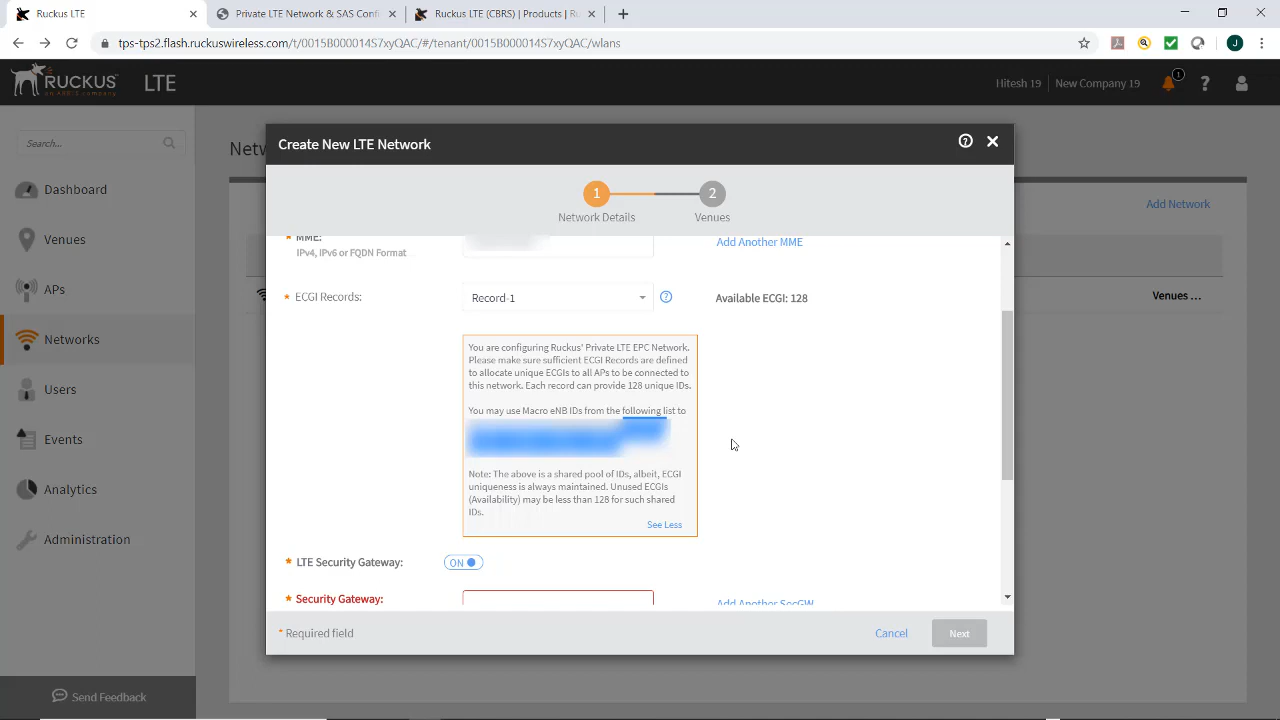 Ruckus LTE
Private LTE Network & SAS Confi
Ruckus LTE (CBRS) | Products | Ru
tps-tps2.flash.ruckuswireless.com/t/0015B000014S7xyQAC/#/tenant/0015B000014S7xyQAC/wlans
J
RUCKUS
LTE
Hitesh 19
New Company 19
1
Search...
Dashboard
Venues
APs
Networks
Users
Events
Analytics
Administration
Send Feedback
Netw
Add Network
Venues ...
Create New LTE Network
1
2
Network Details
Venues
* MME:
IPv4, IPv6 or FQDN Format
Add Another MME
* ECGI Records:
Record-1
Available ECGI: 128
You are configuring Ruckus' Private LTE EPC Network.
Please make sure sufficient ECGI Records are defined
to allocate unique ECGIs to all APs to be connected to
this network. Each record can provide 128 unique IDs.
You may use Macro eNB IDs from the following list to
Note: The above is a shared pool of IDs, albeit, ECGI
uniqueness is always maintained. Unused ECGIs
(Availability) may be less than 128 for such shared
IDs.
See Less
* LTE Security Gateway:
ON
* Security Gateway:
Add Another SecGW
* Required field
Cancel
Next